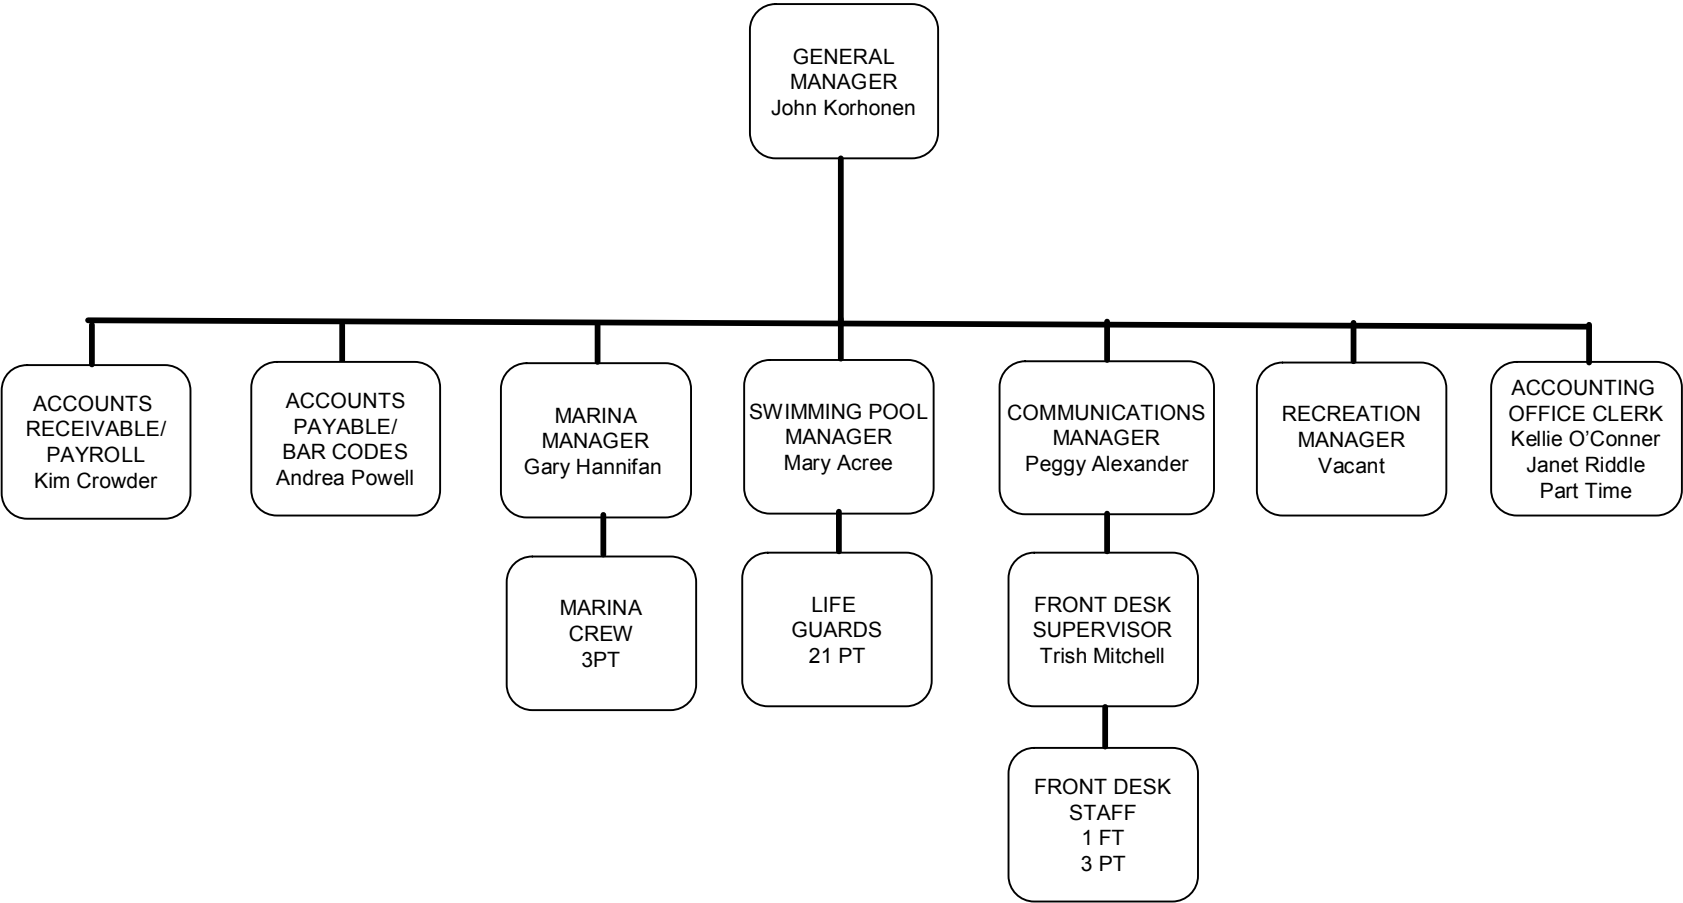 GENERAL
MANAGER
John Korhonen
ACCOUNTS
RECEIVABLE/
PAYROLL
Kim Crowder
ACCOUNTS
PAYABLE/
BAR CODES
Andrea Powell
MARINA
MANAGER
Gary Hannifan
SWIMMING POOL
MANAGER
Mary Acree
COMMUNICATIONS
MANAGER
Peggy Alexander
RECREATION
MANAGER
Vacant
ACCOUNTING
OFFICE CLERK
Kellie O’Conner
Janet Riddle
Part Time
MARINA
CREW
3PT
LIFE
GUARDS
21 PT
FRONT DESK
SUPERVISOR
Trish Mitchell
FRONT DESK
STAFF
1 FT
3 PT